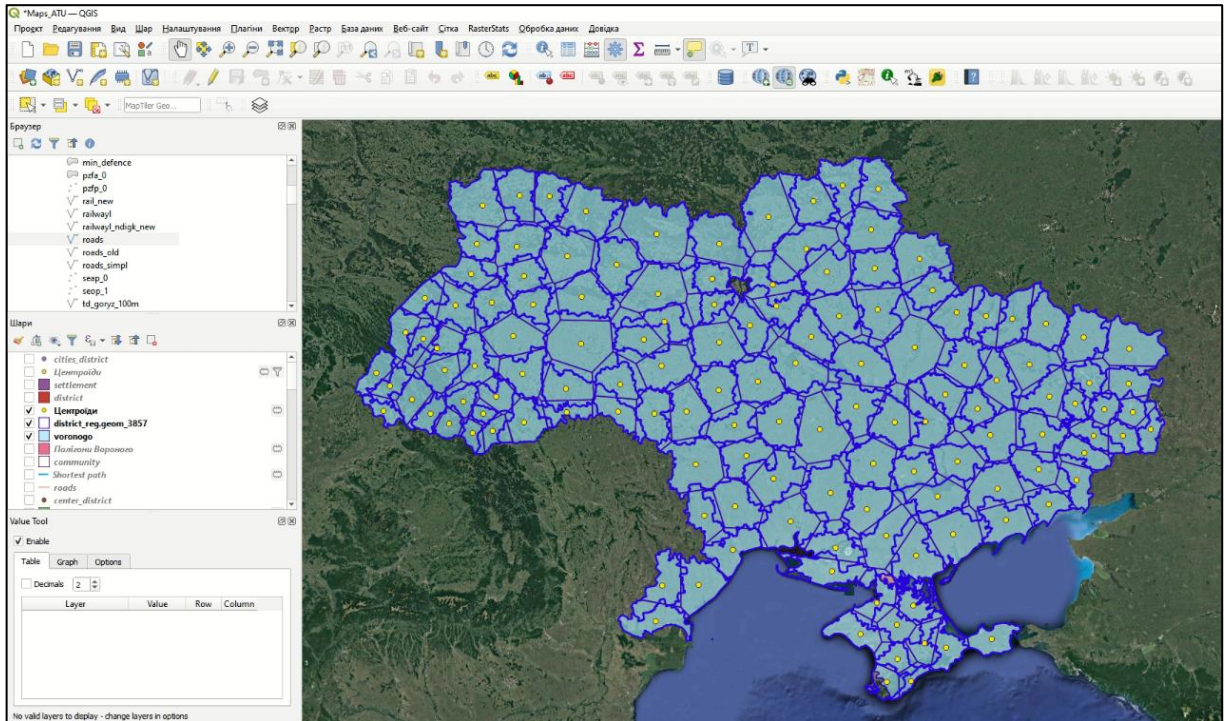 *Maps_ATU — QGIS
Проєкт Редагування Вид Шар Налаштування Плагіни Вектор Растр База даних Веб-сайт Сітка RasterStats Обробка даних Довідка
MapTiler Geo...
Браузер
min_defence
pzfa_0
pzfp_0
rail_new
railwayl
railwayl_ndigk_new
roads
roads_old
roads_simpl
seap_0
seop_1
td_goryz_100m
Шари
cities_district
Центроїди
settlement
district
Центроїди
district_reg.geom_3857
voronogo
Полігони Вороного
community
Shortest path
roads
center_district
Value Tool
Enable
Table Graph Options
Decimals 2
Layer Value Row Column
No valid layers to display - change layers in options